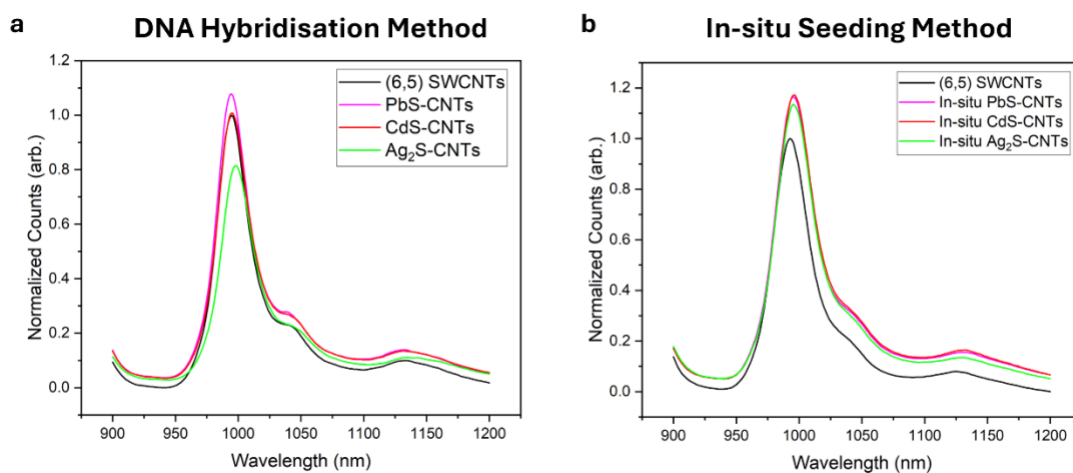 a
DNA Hybridisation Method
1.2
1.0
0.8
0.6
0.4
0.2
0.0
Normalized Counts (arb.)
(6,5) SWCNTs
PbS-CNTs
CdS-CNTs
Ag₂S-CNTs
900 950 1000 1050 1100 1150 1200
Wavelength (nm)
b
In-situ Seeding Method
1.2
1.0
0.8
0.6
0.4
0.2
0.0
Normalized Counts (arb.)
(6,5) SWCNTs
In-situ PbS-CNTs
In-situ CdS-CNTs
In-situ Ag₂S-CNTs
900 950 1000 1050 1100 1150 1200
Wavelength (nm)